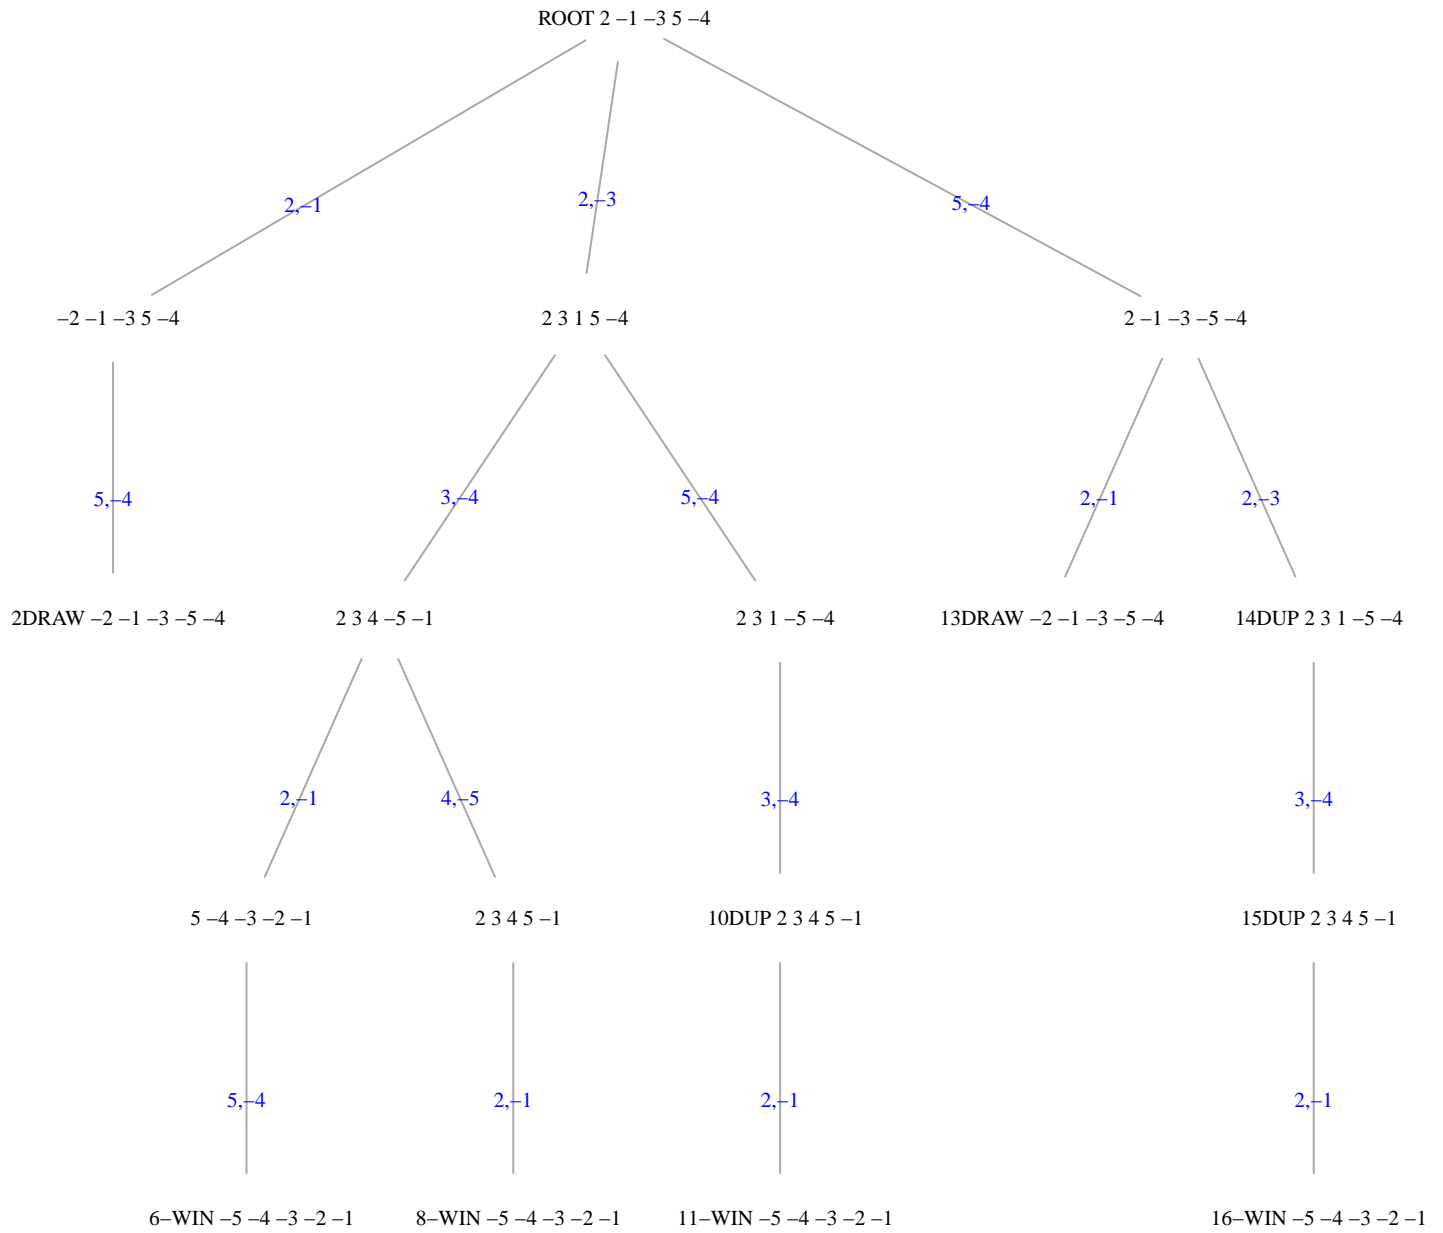 ROOT 2 –1 –3 5 –4
2,–1
2,–3
5,–4
–2 –1 –3 5 –4
2 3 1 5 –4
2 –1 –3 –5 –4
5,–4
3,–4
5,–4
2,–1
2,–3
2DRAW –2 –1 –3 –5 –4
2 3 4 –5 –1
2 3 1 –5 –4
13DRAW –2 –1 –3 –5 –4
14DUP 2 3 1 –5 –4
2,–1
4,–5
3,–4
3,–4
5 –4 –3 –2 –1
2 3 4 5 –1
10DUP 2 3 4 5 –1
15DUP 2 3 4 5 –1
5,–4
2,–1
2,–1
2,–1
6–WIN –5 –4 –3 –2 –1
8–WIN –5 –4 –3 –2 –1
11–WIN –5 –4 –3 –2 –1
16–WIN –5 –4 –3 –2 –1